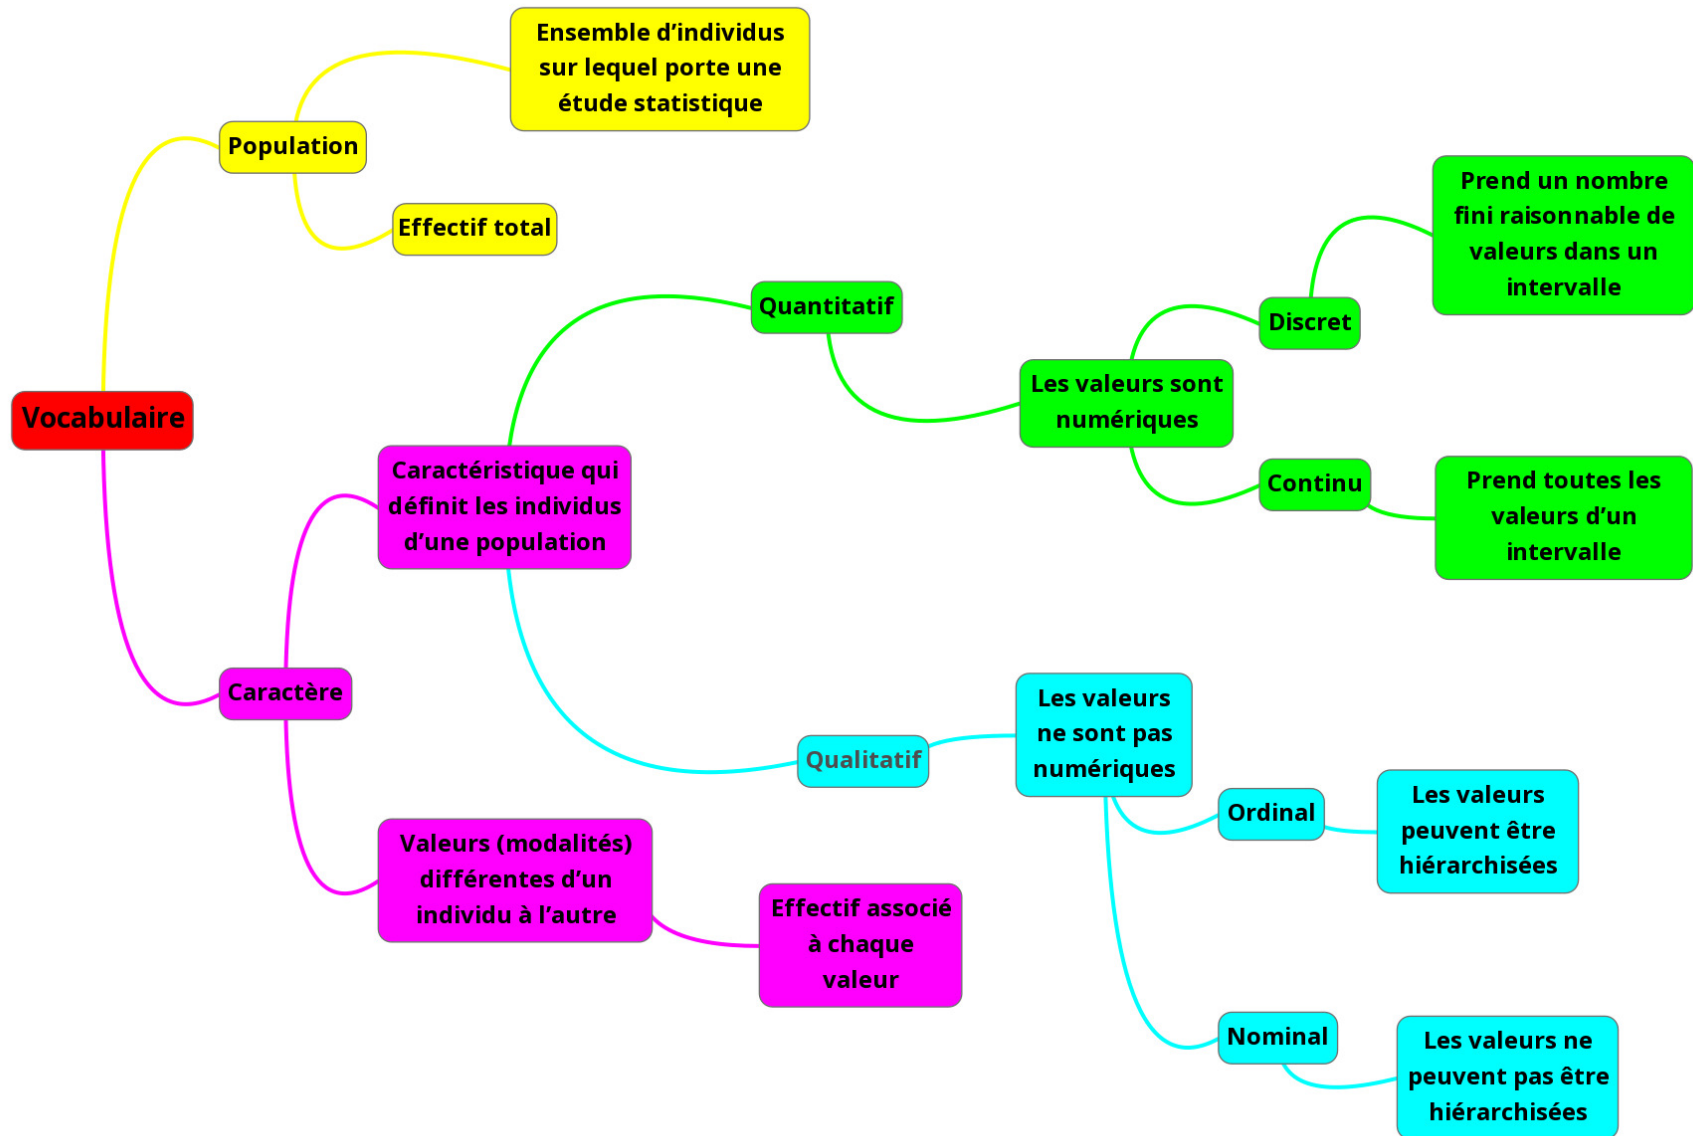 Vocabulaire
Population
Ensemble d’individus
sur lequel porte une
étude statistique
Effectif total
Caractère
Caractéristique qui
définit les individus
d’une population
Quantitatif
Les valeurs sont
numériques
Discret
Prend un nombre
fini raisonnable de
valeurs dans un
intervalle
Continu
Prend toutes les
valeurs d’un
intervalle
Qualitatif
Les valeurs
ne sont pas
numériques
Ordinal
Les valeurs
peuvent être
hiérarchisées
Nominal
Les valeurs ne
peuvent pas être
hiérarchisées
Valeurs (modalités)
différentes d’un
individu à l’autre
Effectif associé
à chaque
valeur